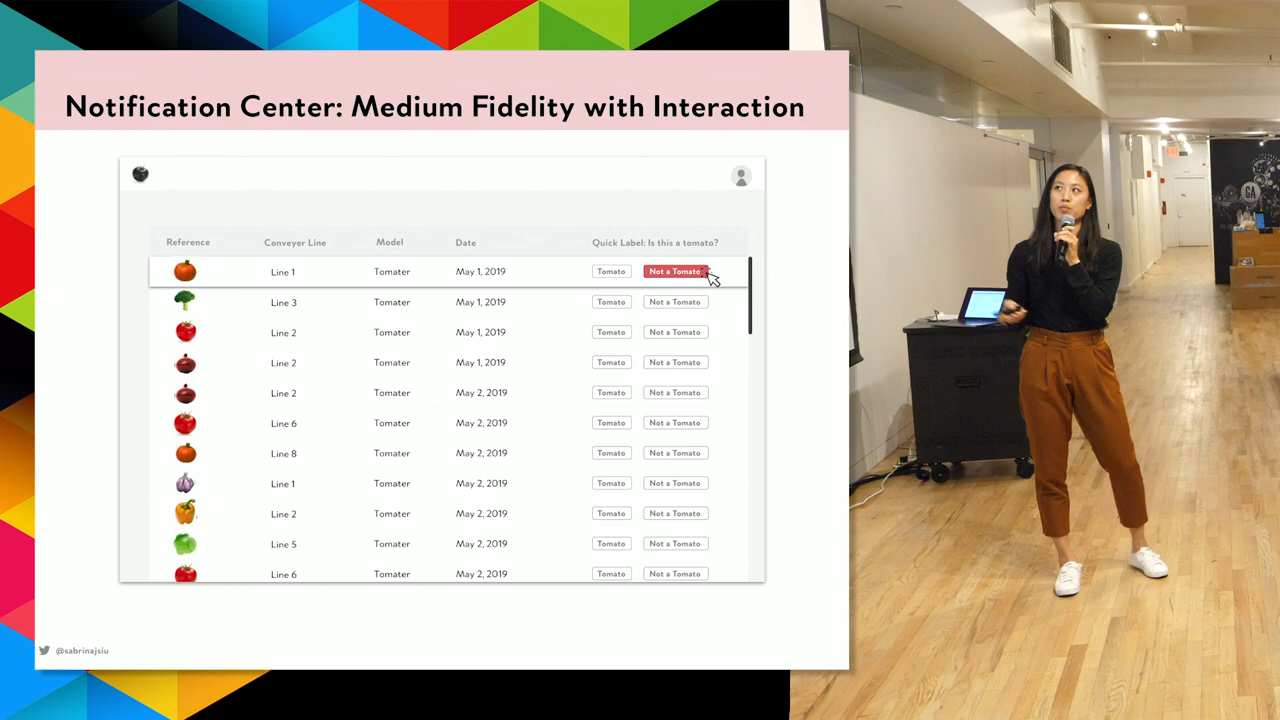 Notification Center: Medium Fidelity with Interaction
Reference Conveyer Line Model Date Quick Label: Is this a tomato?
Line 1 Tomater May 1, 2019 Tomato Not a Tomato
Line 3 Tomater May 1, 2019 Tomato Not a Tomato
Line 2 Tomater May 1, 2019 Tomato Not a Tomato
Line 2 Tomater May 1, 2019 Tomato Not a Tomato
Line 2 Tomater May 2, 2019 Tomato Not a Tomato
Line 6 Tomater May 2, 2019 Tomato Not a Tomato
Line 8 Tomater May 2, 2019 Tomato Not a Tomato
Line 1 Tomater May 2, 2019 Tomato Not a Tomato
Line 2 Tomater May 2, 2019 Tomato Not a Tomato
Line 5 Tomater May 2, 2019 Tomato Not a Tomato
Line 6 Tomater May 2, 2019 Tomato Not a Tomato
@sabrinajsiu
GA